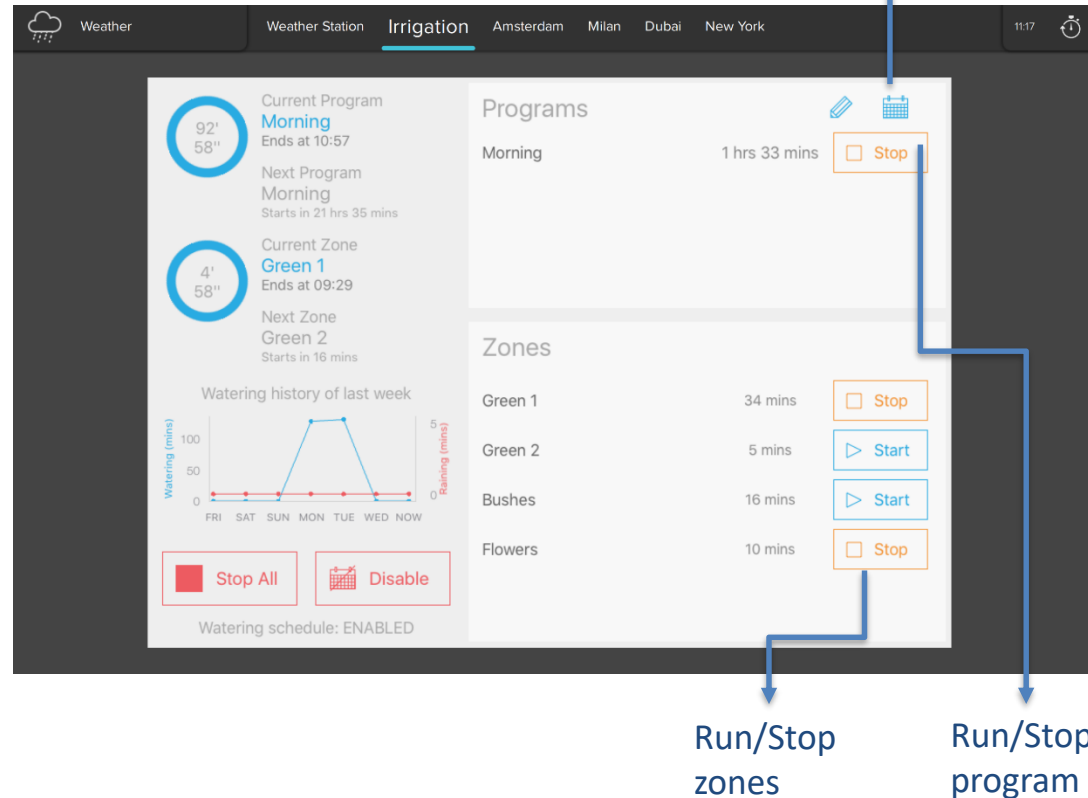 Weather
Weather Station Irrigation Amsterdam Milan Dubai New York
11:17
92'
58"
Current Program
Morning
Ends at 10:57
Next Program
Morning
Starts in 21 hrs 35 mins
4'
58"
Current Zone
Green 1
Ends at 09:29
Next Zone
Green 2
Starts in 16 mins
Watering history of last week
Watering (mins)
100
50
0
5
0
Raining (mins)
FRI SAT SUN MON TUE WED NOW
Stop All
Disable
Watering schedule: ENABLED
Programs
Morning 1 hrs 33 mins Stop
Zones
Green 1 34 mins Stop
Green 2 5 mins Start
Bushes 16 mins Start
Flowers 10 mins Stop
Run/Stop
zones
Run/Stop
program